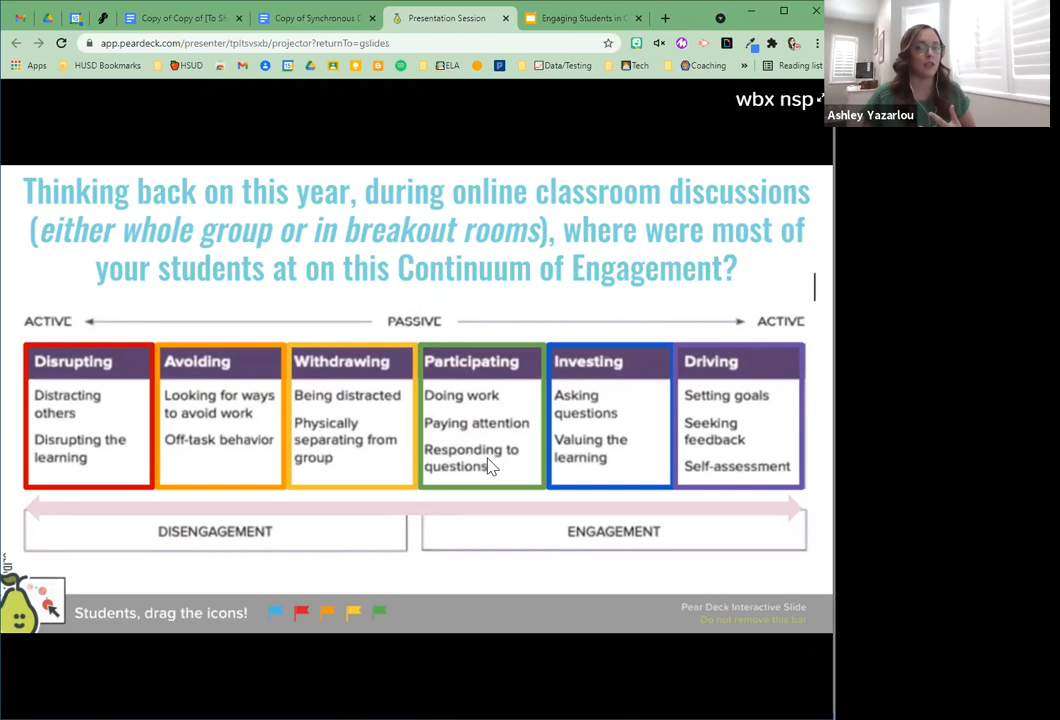 Copy of Copy of [To Sh
Copy of Synchronous D
Presentation Session
Engaging Students in C
app.peardeck.com/presenter/tpltsvsxb/projector?returnTo=gslides
Apps
HUSD Bookmarks
HSUD
ELA
Data/Testing
Tech
Coaching
»
Reading list
Ashley Yazarlou
wbx nsp
Thinking back on this year, during online classroom discussions
(either whole group or in breakout rooms), where were most of
your students at on this Continuum of Engagement?
ACTIVE
PASSIVE
ACTIVE
Disrupting
Distracting
others
Disrupting the
learning
Avoiding
Looking for ways
to avoid work
Off-task behavior
Withdrawing
Being distracted
Physically
separating from
group
Participating
Doing work
Paying attention
Responding to
questions
Investing
Asking
questions
Valuing the
learning
Driving
Setting goals
Seeking
feedback
Self-assessment
DISENGAGEMENT
ENGAGEMENT
Students, drag the icons!
Pear Deck Interactive Slide
Do not remove this bar